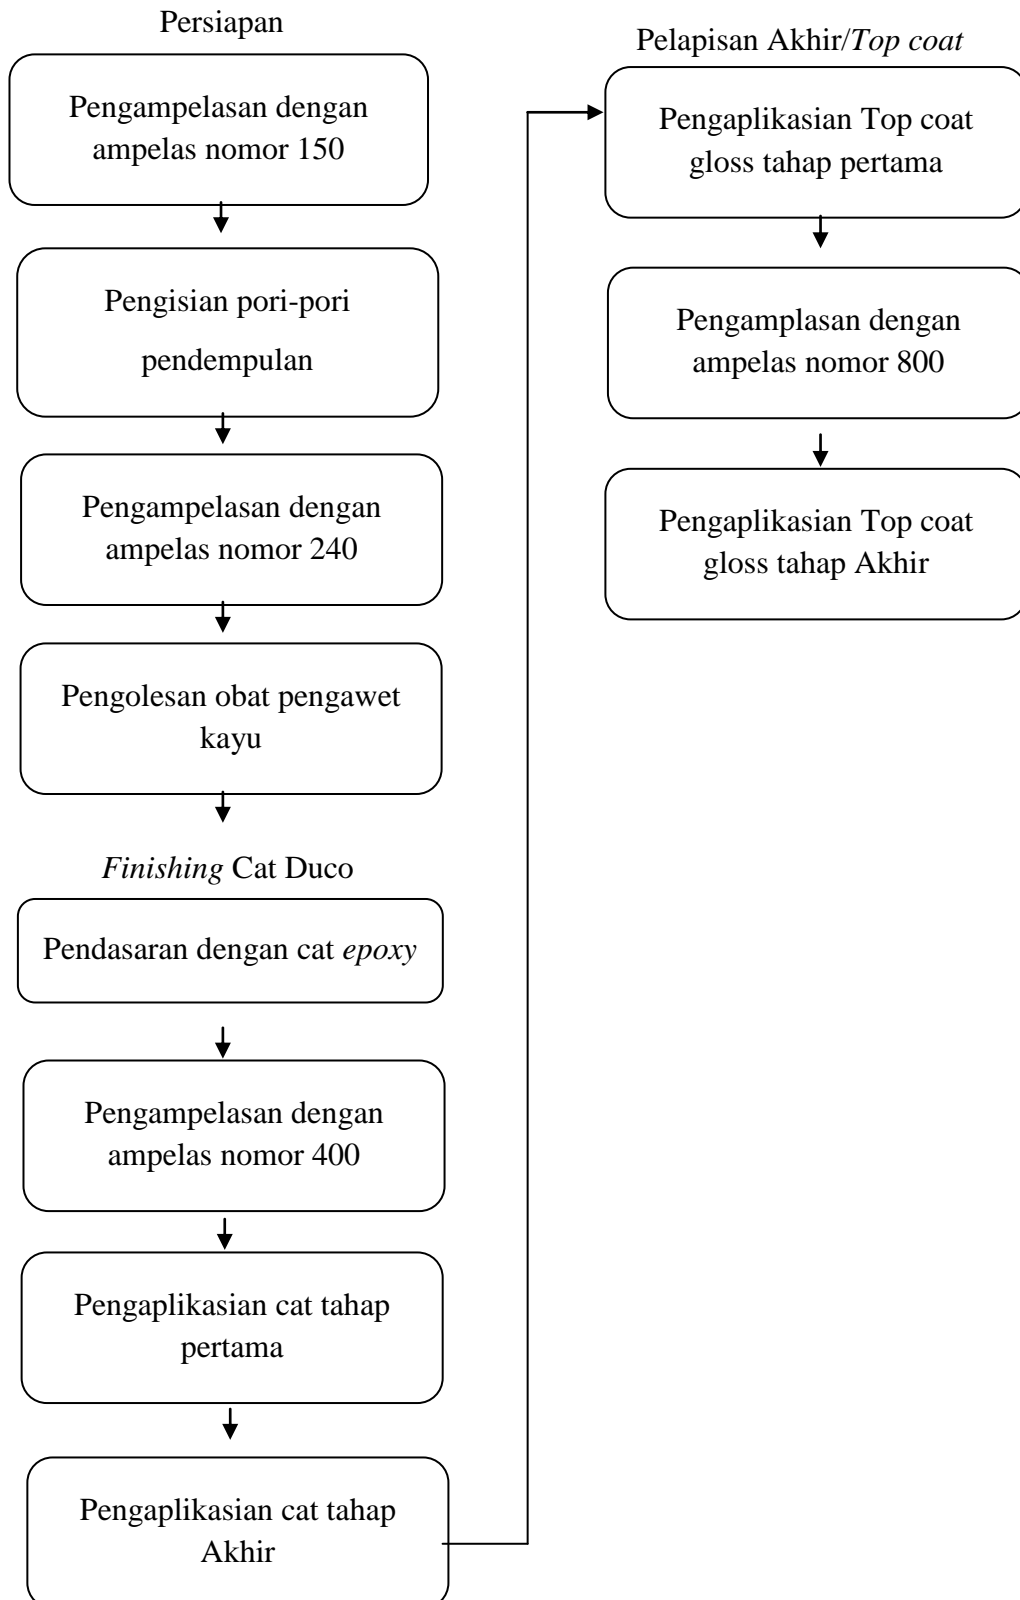 Persiapan
Pengampelasan dengan
ampelas nomor 150
Pengisian pori-pori
pendempulan
Pengampelasan dengan
ampelas nomor 240
Pengolesan obat pengawet
kayu
Finishing Cat Duco
Pendasaran dengan cat epoxy
Pengampelasan dengan
ampelas nomor 400
Pengaplikasian cat tahap
pertama
Pengaplikasian cat tahap
Akhir
Pelapisan Akhir/Top coat
Pengaplikasian Top coat
gloss tahap pertama
Pengamplasan dengan
ampelas nomor 800
Pengaplikasian Top coat
gloss tahap Akhir